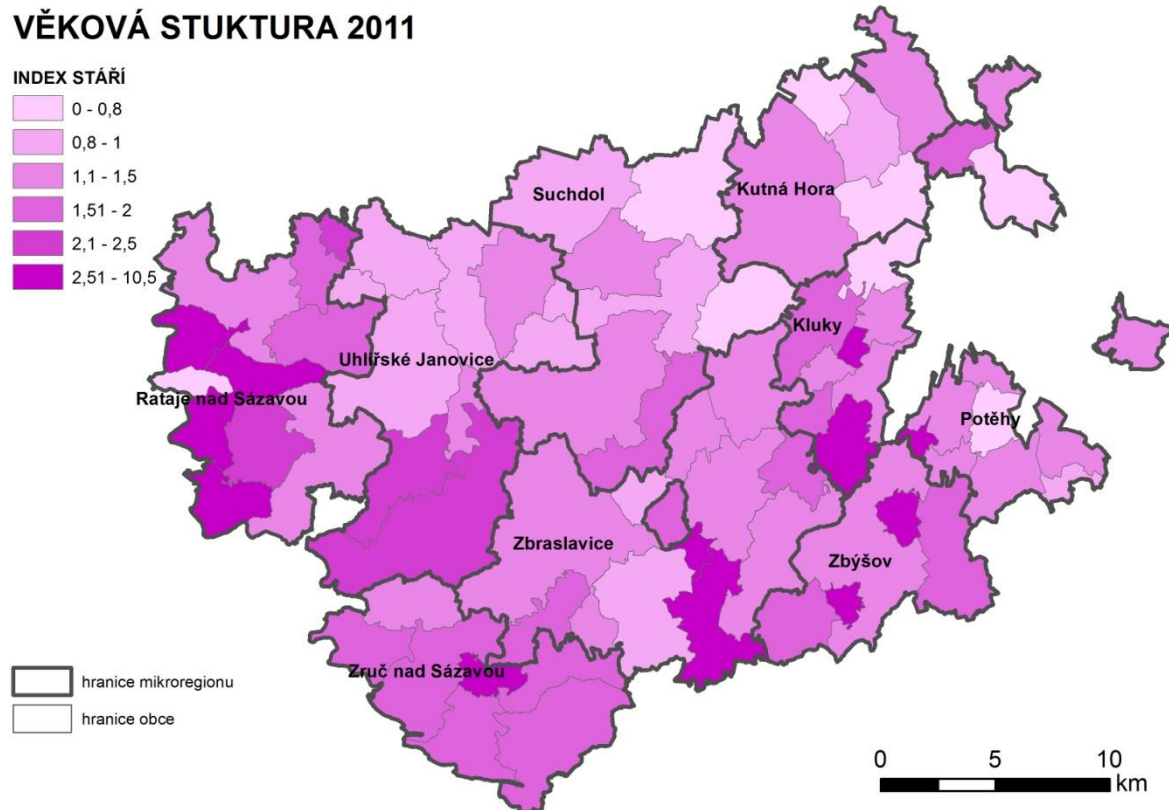 VĚKOVÁ STUKTURA 2011
INDEX STÁŘÍ
0 - 0,8
0,8 - 1
1,1 - 1,5
1,51 - 2
2,1 - 2,5
2,51 - 10,5
Suchdol
Kutná Hora
Kluky
Uhlířské Janovice
Rataje nad Sázavou
Potěhy
Zbraslavice
Zbýšov
Zruč nad Sázavou
hranice mikroregionu
hranice obce
0 5 10
km